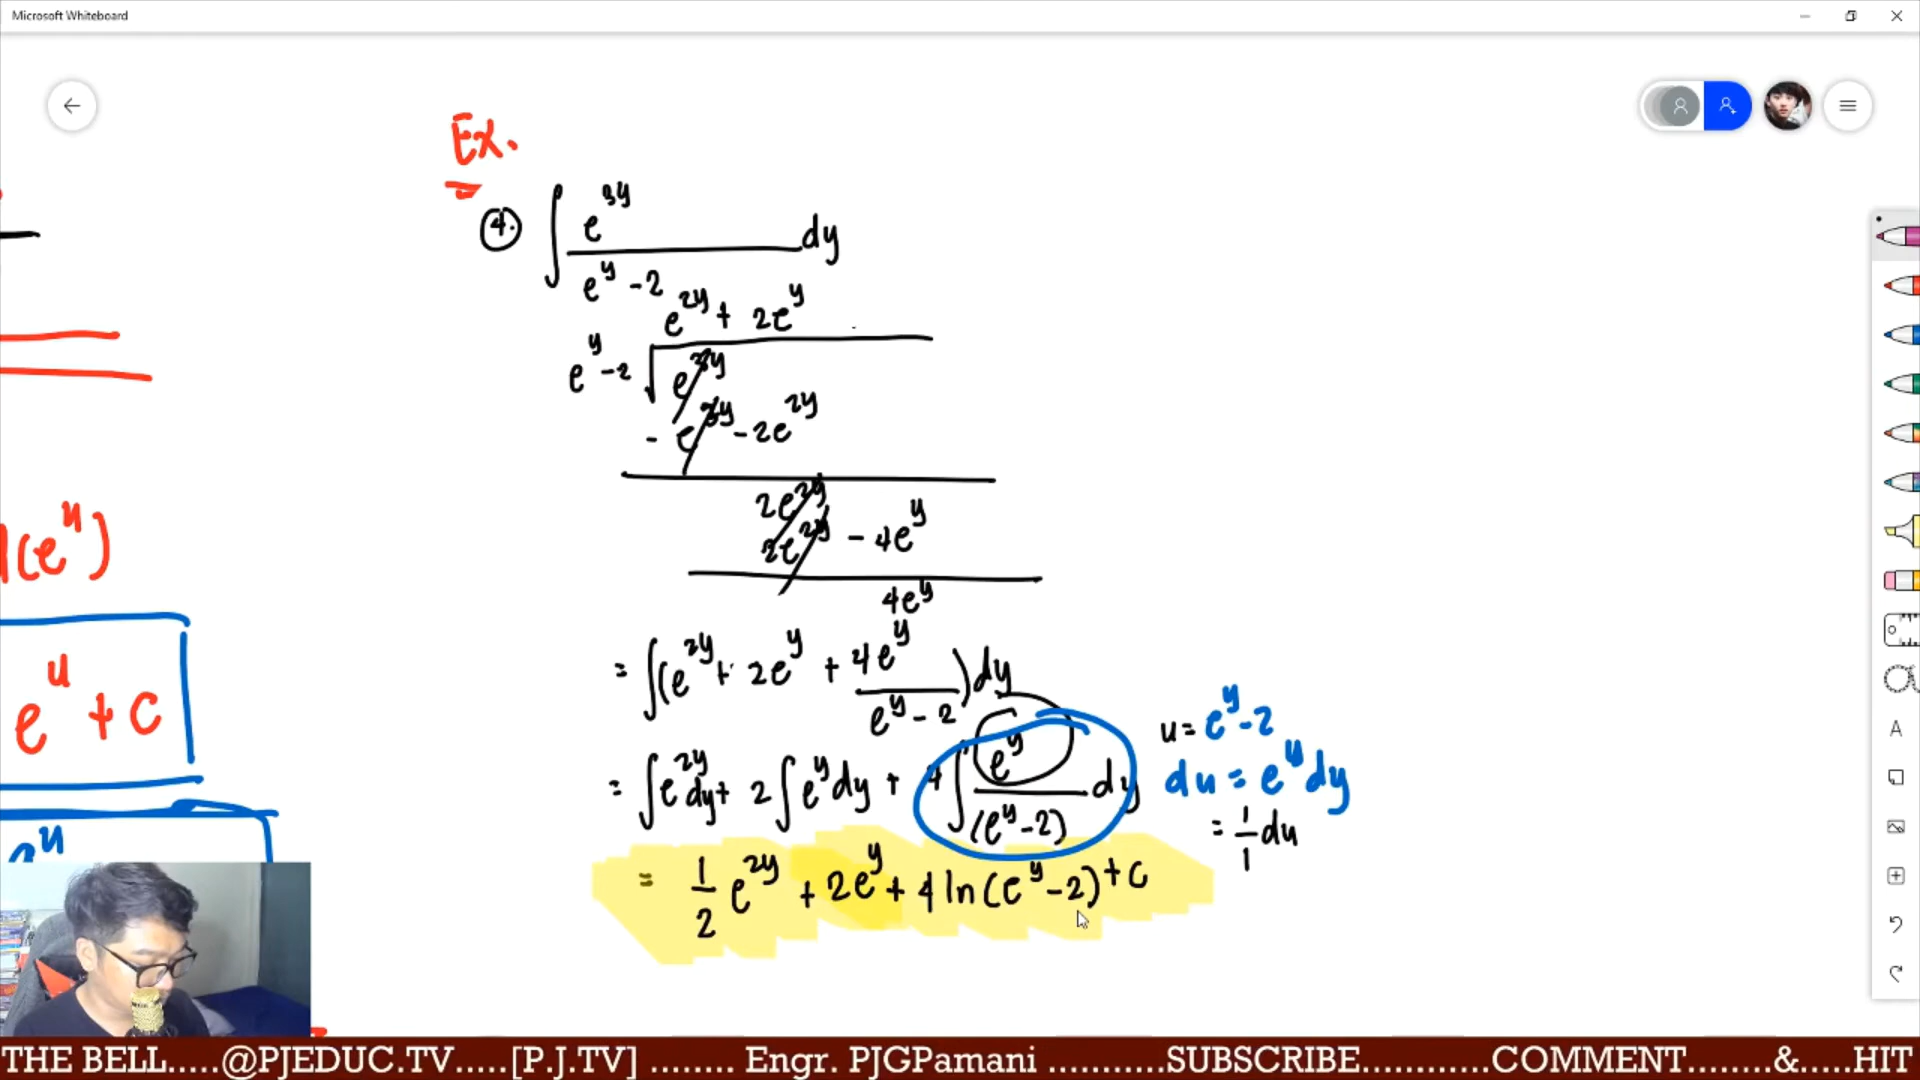 Microsoft Whiteboard
Ex.
4. ∫ e^{3y} / (e^y - 2) dy
e^{2y} + 2e^y
e^y - 2 √ e^{3y}
- e^{3y} - 2e^{2y}
2e^{2y}
2e^{2y} - 4e^y
4e^y
= ∫(e^{2y} + 2e^y + 4e^y / (e^y - 2)) dy
= ∫e^{2y} dy + 2∫e^y dy + 4∫ e^y / (e^y - 2) dy
= 1/2 e^{2y} + 2e^y + 4 ln(e^y - 2) + c
u = e^y - 2
du = e^y dy
= 1/1 du
(e^u)
e^u + c
THE BELL.....@PJEDUC.TV.....[P.J.TV] ........ Engr. PJGPamani ...........SUBSCRIBE............COMMENT........&....HIT